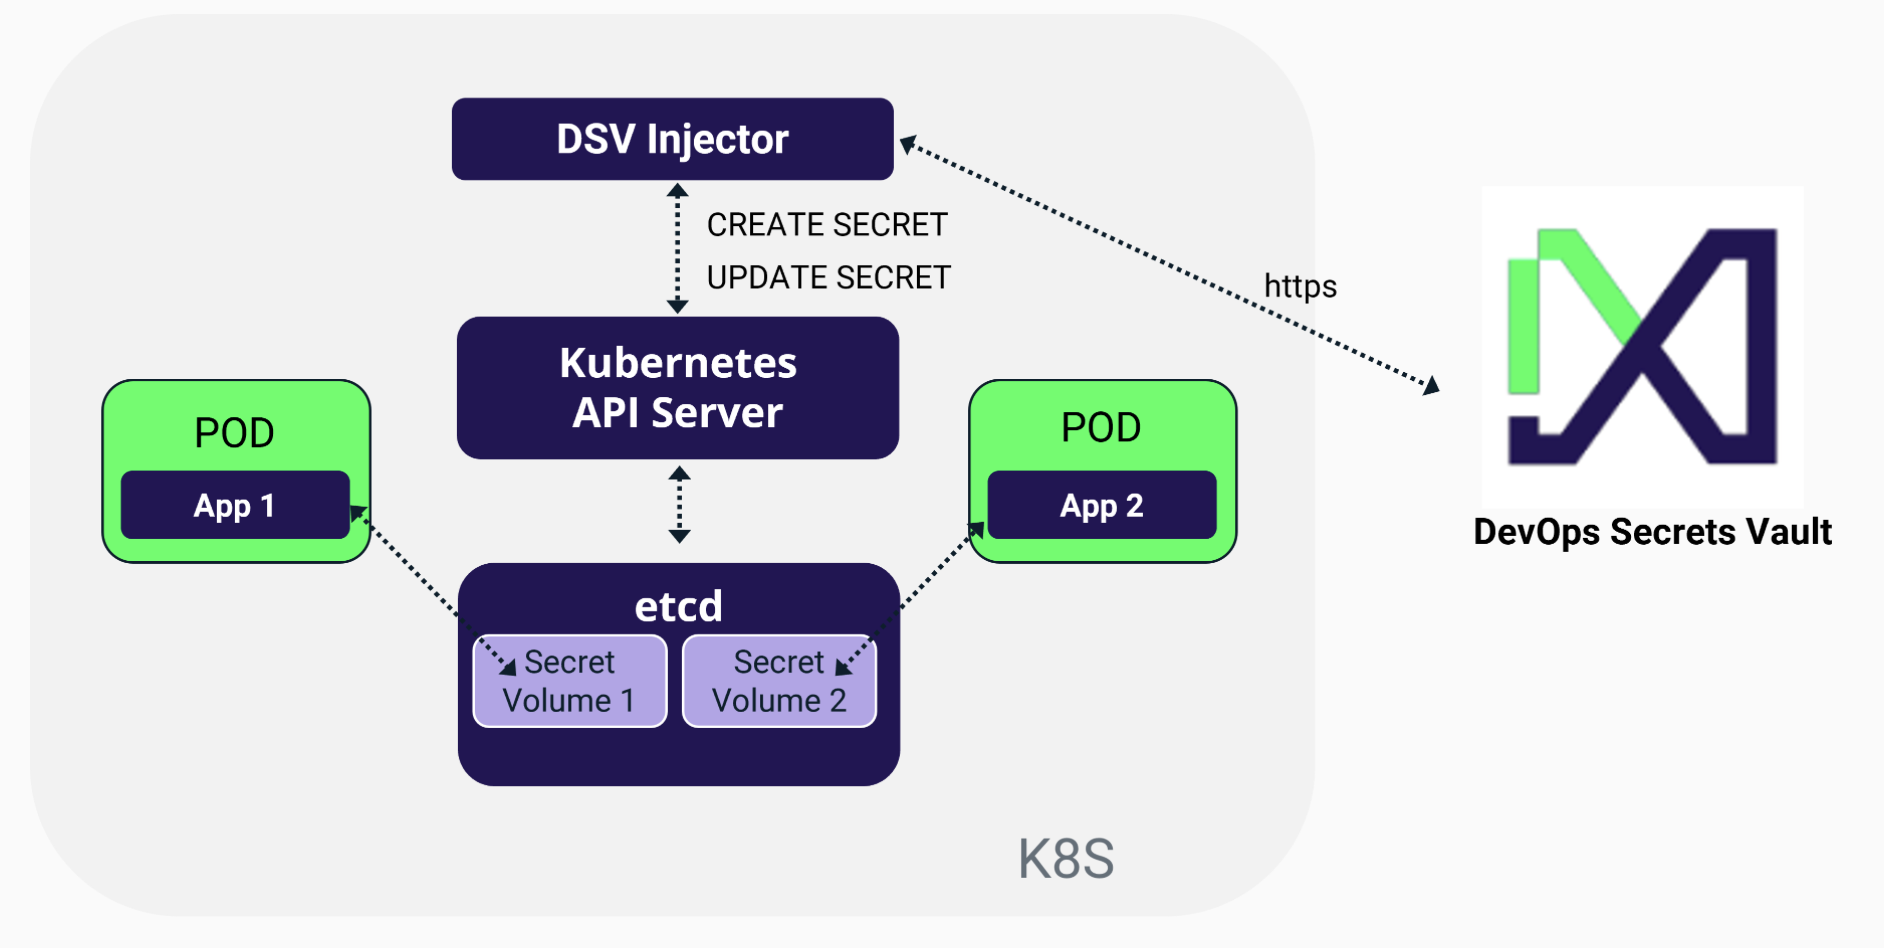 DSV Injector
CREATE SECRET
UPDATE SECRET
https
Kubernetes
API Server
POD
App 1
POD
App 2
DevOps Secrets Vault
etcd
Secret
Volume 1
Secret
Volume 2
K8S